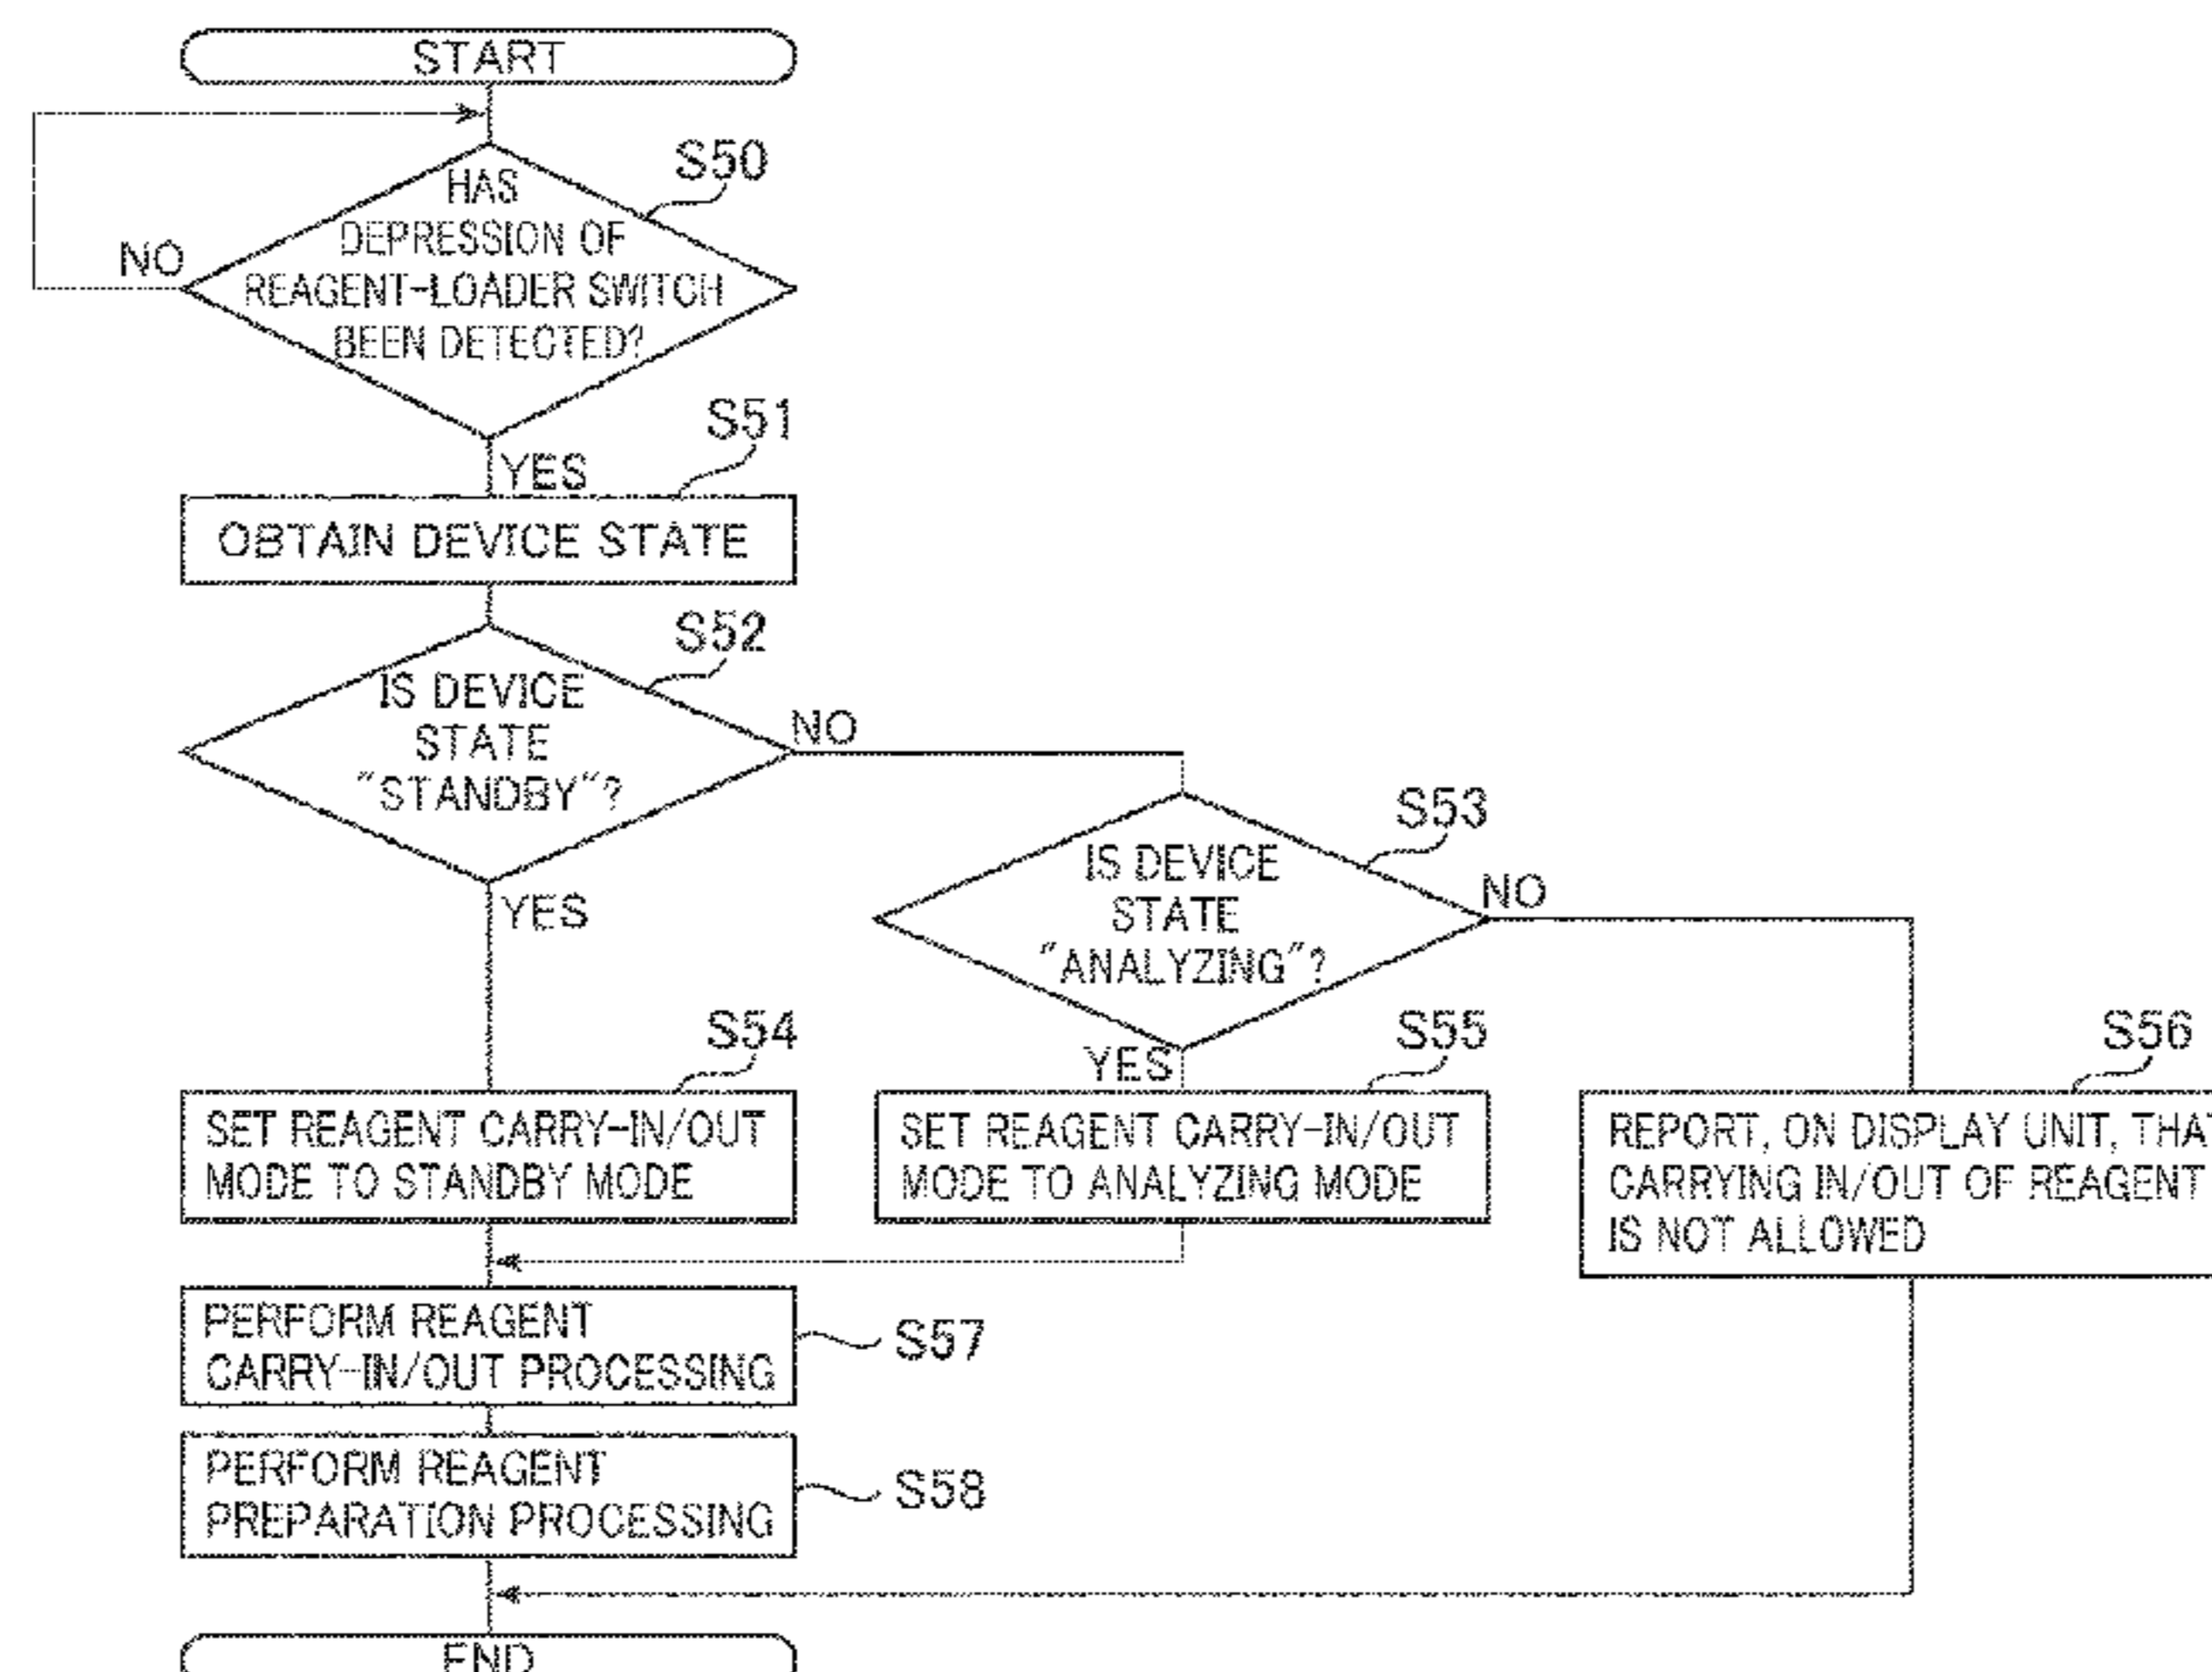 START
S50
HAS
DEPRESSION OF
REAGENT-LOADER SWITCH
BEEN DETECTED?
NO
YES
S51
OBTAIN DEVICE STATE
S52
IS DEVICE
STATE
"STANDBY"?
NO
YES
S53
IS DEVICE
STATE
"ANALYZING"?
NO
YES
S54
SET REAGENT CARRY-IN/OUT
MODE TO STANDBY MODE
S55
SET REAGENT CARRY-IN/OUT
MODE TO ANALYZING MODE
S56
REPORT, ON DISPLAY UNIT, THAT
CARRYING IN/OUT OF REAGENT
IS NOT ALLOWED
PERFORM REAGENT
CARRY-IN/OUT PROCESSING
S57
PERFORM REAGENT
PREPARATION PROCESSING
S58
END